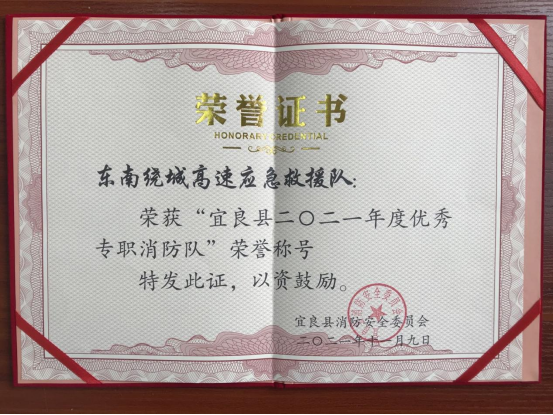 荣誉证书
HONORARY CREDENTIAL
东南绕城高速应急救援队:
荣获“宜良县二〇二一年度优秀
专职消防队”荣誉称号
特发此证，以资鼓励。
宜良县消防安全委员会
二〇二一年十一月九日